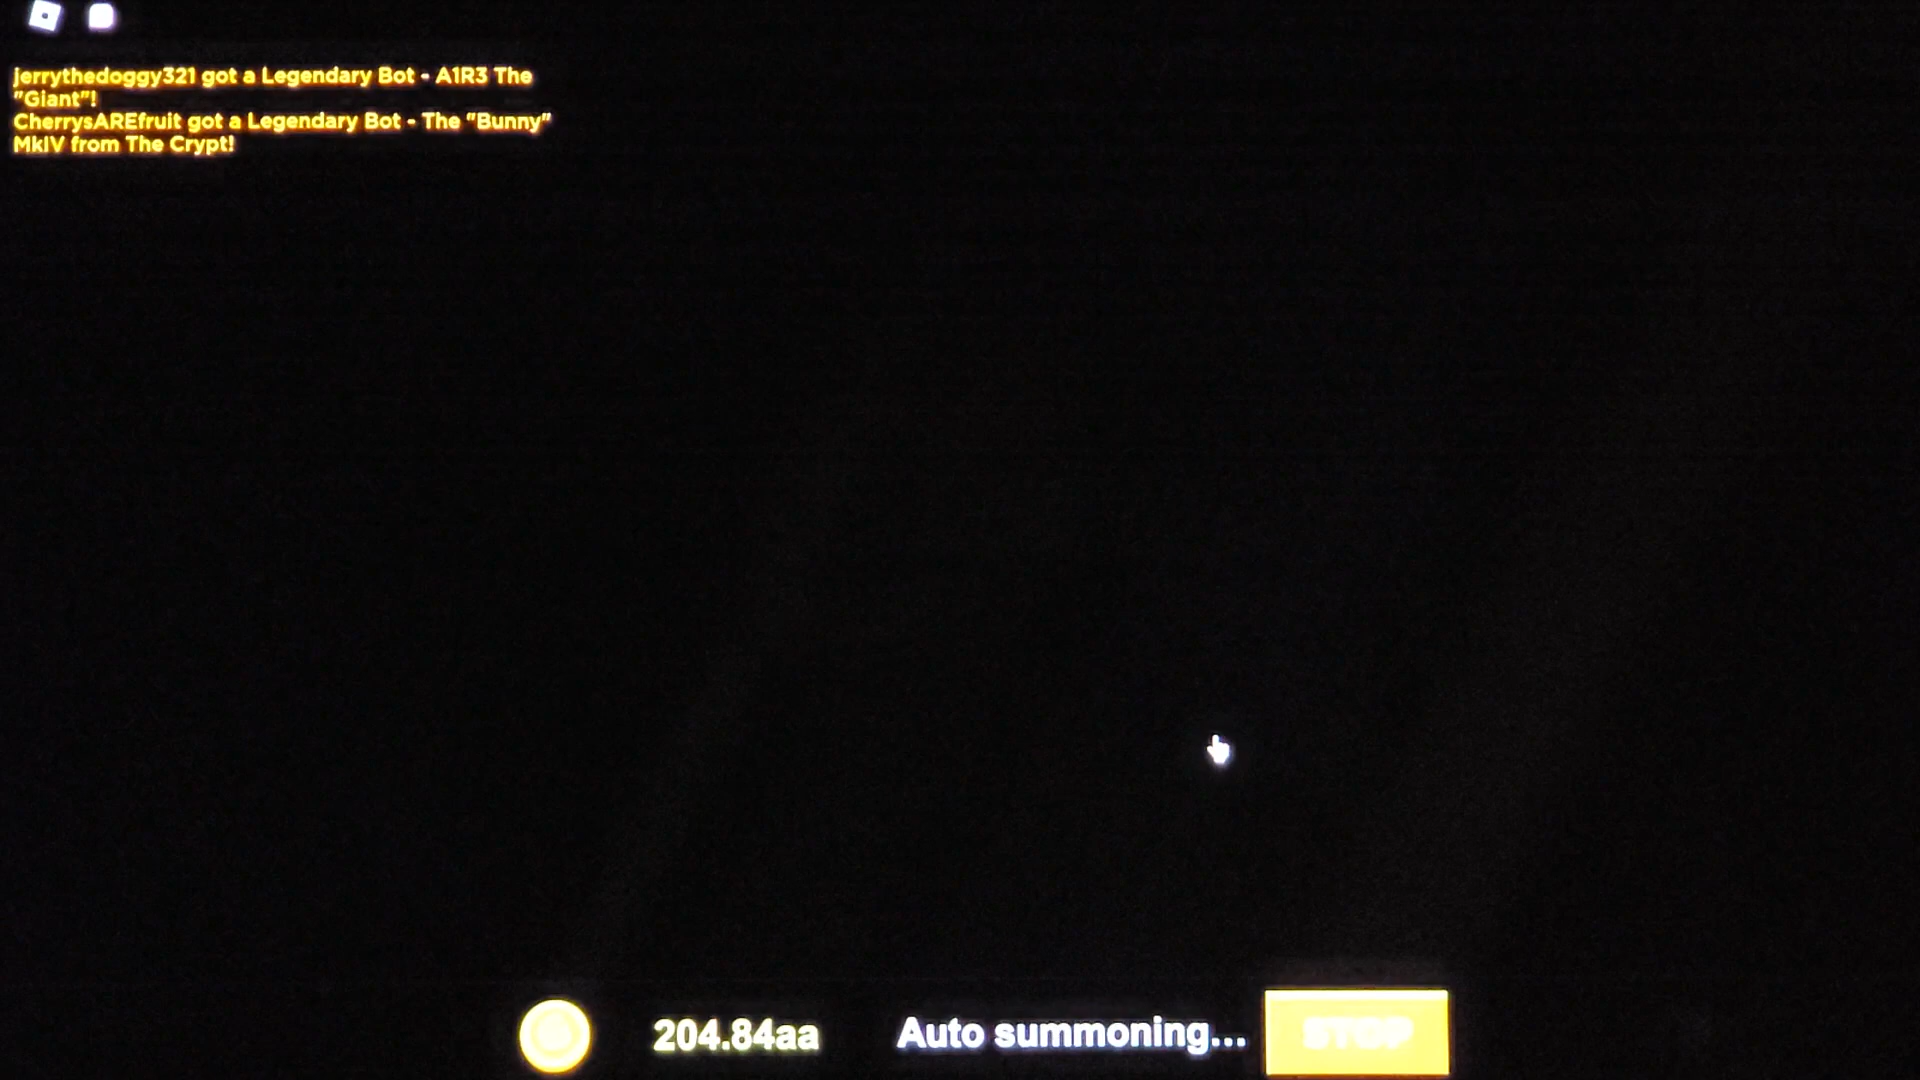 jerrythedoggy321 got a Legendary Bot - A1R3 The
"Giant"!
CherrysAREfruit got a Legendary Bot - The "Bunny"
MkIV from The Crypt!
204.84aa
Auto summoning...
STOP